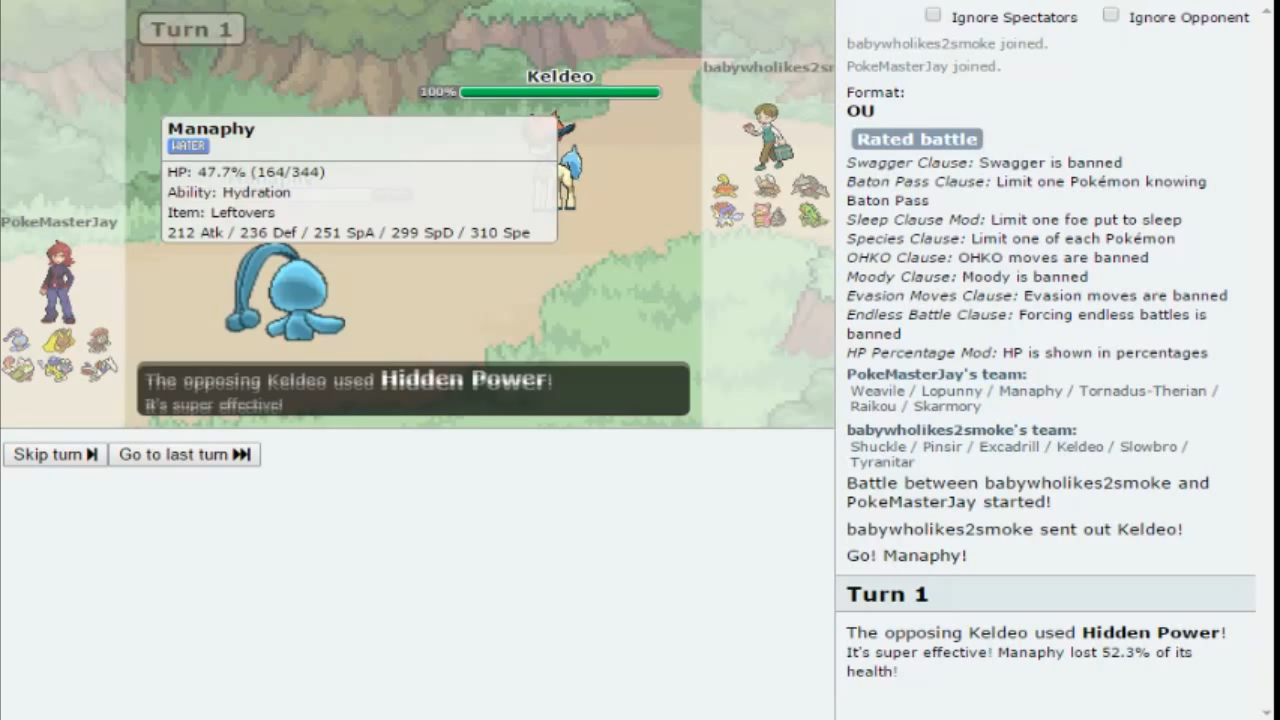 Turn 1
Keldeo
100%
babywholikes2sm
Manaphy
WATER
HP: 47.7% (164/344)
Ability: Hydration
Item: Leftovers
212 Atk / 236 Def / 251 SpA / 299 SpD / 310 Spe
PokeMasterJay
The opposing Keldeo used Hidden Power!
It's super effective!
Skip turn
Go to last turn
Ignore Spectators
Ignore Opponent
babywholikes2smoke joined.
PokeMasterJay joined.
Format:
OU
Rated battle
Swagger Clause: Swagger is banned
Baton Pass Clause: Limit one Pokémon knowing
Baton Pass
Sleep Clause Mod: Limit one foe put to sleep
Species Clause: Limit one of each Pokémon
OHKO Clause: OHKO moves are banned
Moody Clause: Moody is banned
Evasion Moves Clause: Evasion moves are banned
Endless Battle Clause: Forcing endless battles is
banned
HP Percentage Mod: HP is shown in percentages
PokeMasterJay's team:
Weavile / Lopunny / Manaphy / Tornadus-Therian /
Raikou / Skarmory
babywholikes2smoke's team:
Shuckle / Pinsir / Excadrill / Keldeo / Slowbro /
Tyranitar
Battle between babywholikes2smoke and
PokeMasterJay started!
babywholikes2smoke sent out Keldeo!
Go! Manaphy!
Turn 1
The opposing Keldeo used Hidden Power!
It's super effective! Manaphy lost 52.3% of its
health!